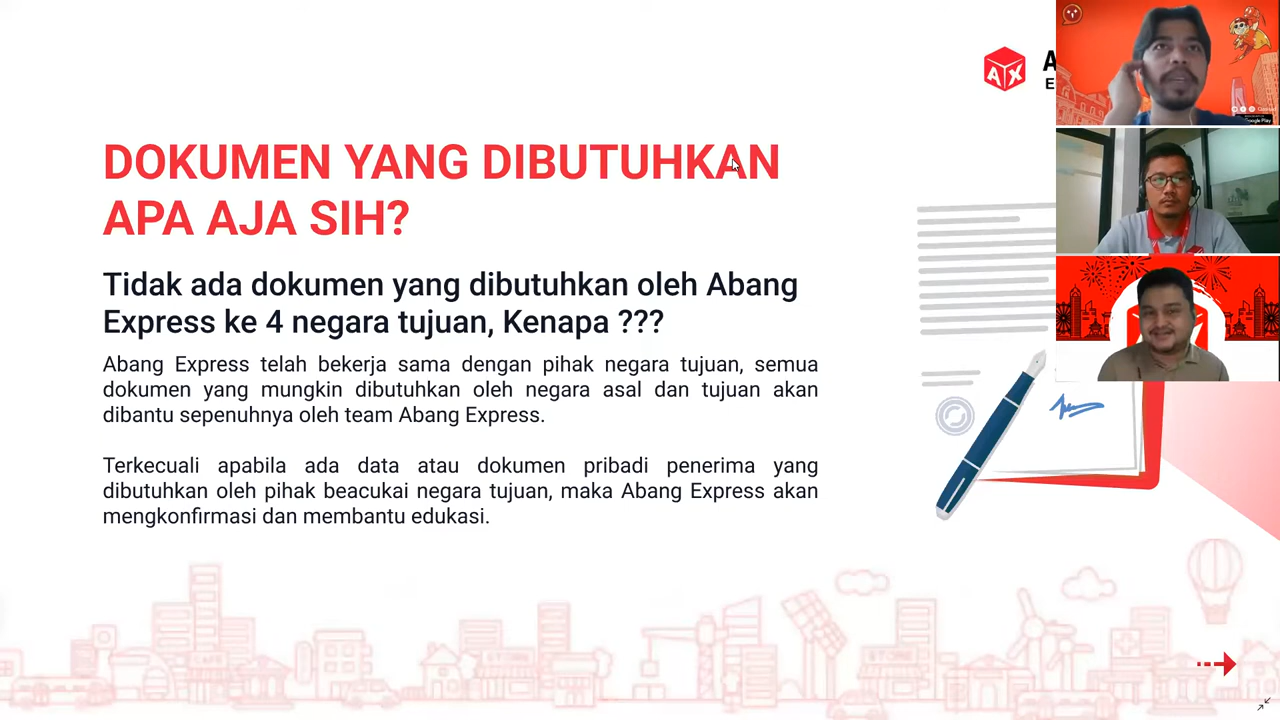 DOKUMEN YANG DIBUTUHKAN
APA AJA SIH?
Tidak ada dokumen yang dibutuhkan oleh Abang
Express ke 4 negara tujuan, Kenapa ???
Abang Express telah bekerja sama dengan pihak negara tujuan, semua
dokumen yang mungkin dibutuhkan oleh negara asal dan tujuan akan
dibantu sepenuhnya oleh team Abang Express.
Terkecuali apabila ada data atau dokumen pribadi penerima yang
dibutuhkan oleh pihak beacukai negara tujuan, maka Abang Express akan
mengkonfirmasi dan membantu edukasi.
AX
Google Play